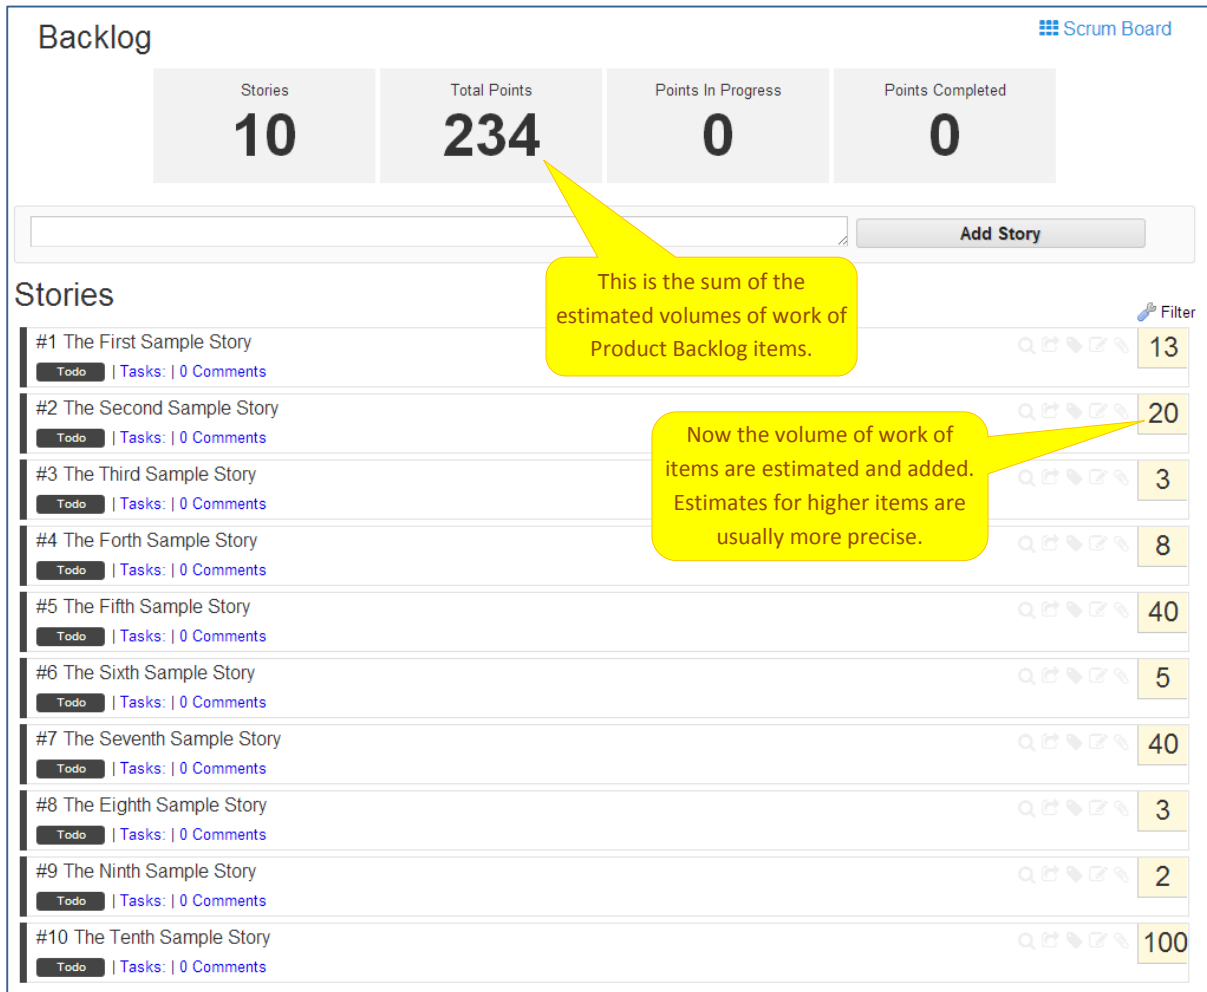 Backlog
Scrum Board
Stories
Total Points
Points In Progress
Points Completed
10
234
0
0
Add Story
This is the sum of the
estimated volumes of work of
Product Backlog items.
Stories
Filter
#1 The First Sample Story
13
Todo | Tasks: | 0 Comments
#2 The Second Sample Story
20
Todo | Tasks: | 0 Comments
Now the volume of work of
items are estimated and added.
Estimates for higher items are
usually more precise.
#3 The Third Sample Story
3
Todo | Tasks: | 0 Comments
#4 The Forth Sample Story
8
Todo | Tasks: | 0 Comments
#5 The Fifth Sample Story
40
Todo | Tasks: | 0 Comments
#6 The Sixth Sample Story
5
Todo | Tasks: | 0 Comments
#7 The Seventh Sample Story
40
Todo | Tasks: | 0 Comments
#8 The Eighth Sample Story
3
Todo | Tasks: | 0 Comments
#9 The Ninth Sample Story
2
Todo | Tasks: | 0 Comments
#10 The Tenth Sample Story
100
Todo | Tasks: | 0 Comments